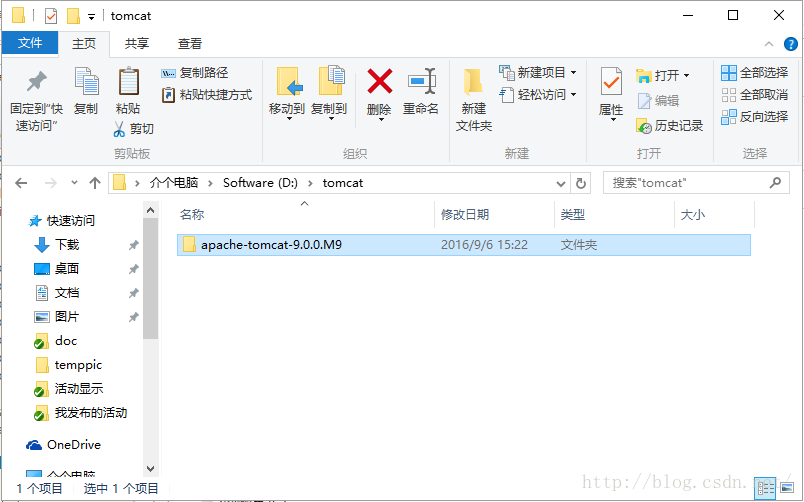 tomcat
文件 主页 共享 查看
复制路径 新建项目 打开 全部选择
粘贴快捷方式 轻松访问 编辑 全部取消
固定到"快速访问" 复制 粘贴 剪切 移动到 复制到 删除 重命名 新建文件夹 属性 历史记录 反向选择
剪贴板 组织 新建 打开 选择
介个电脑 Software (D:) tomcat 搜索"tomcat"
名称 修改日期 类型 大小
快速访问
apache-tomcat-9.0.0.M9 2016/9/6 15:22 文件夹
下载
桌面
文档
图片
doc
temppic
活动显示
我发布的活动
OneDrive
介个电脑
1 个项目 选中 1 个项目
http://blog.csdn.